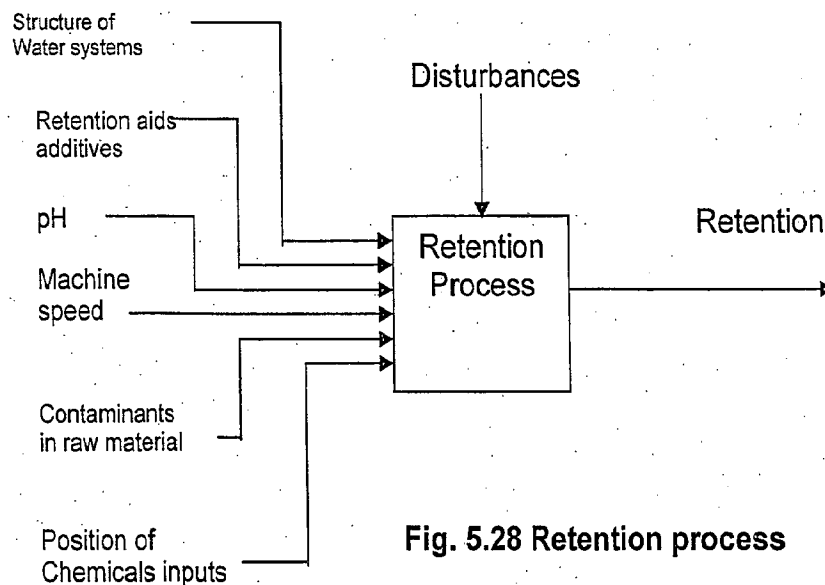 Structure of
Water systems
Disturbances
Retention aids
additives
pH
Retention
Retention
Process
Machine
speed
Contaminants
in raw material
Position of
Chemicals inputs
Fig. 5.28 Retention process